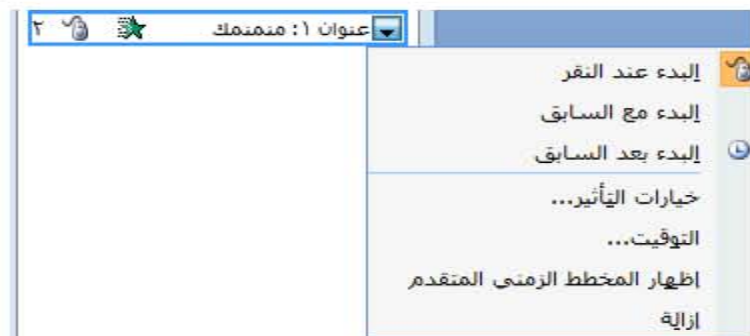 عنوان ١: منمنمك ٢
البدء عند النقر
البدء مع السابق
البدء بعد السابق
خيارات التأثير...
التوقيت...
إظهار المخطط الزمني المتقدم
إزالة